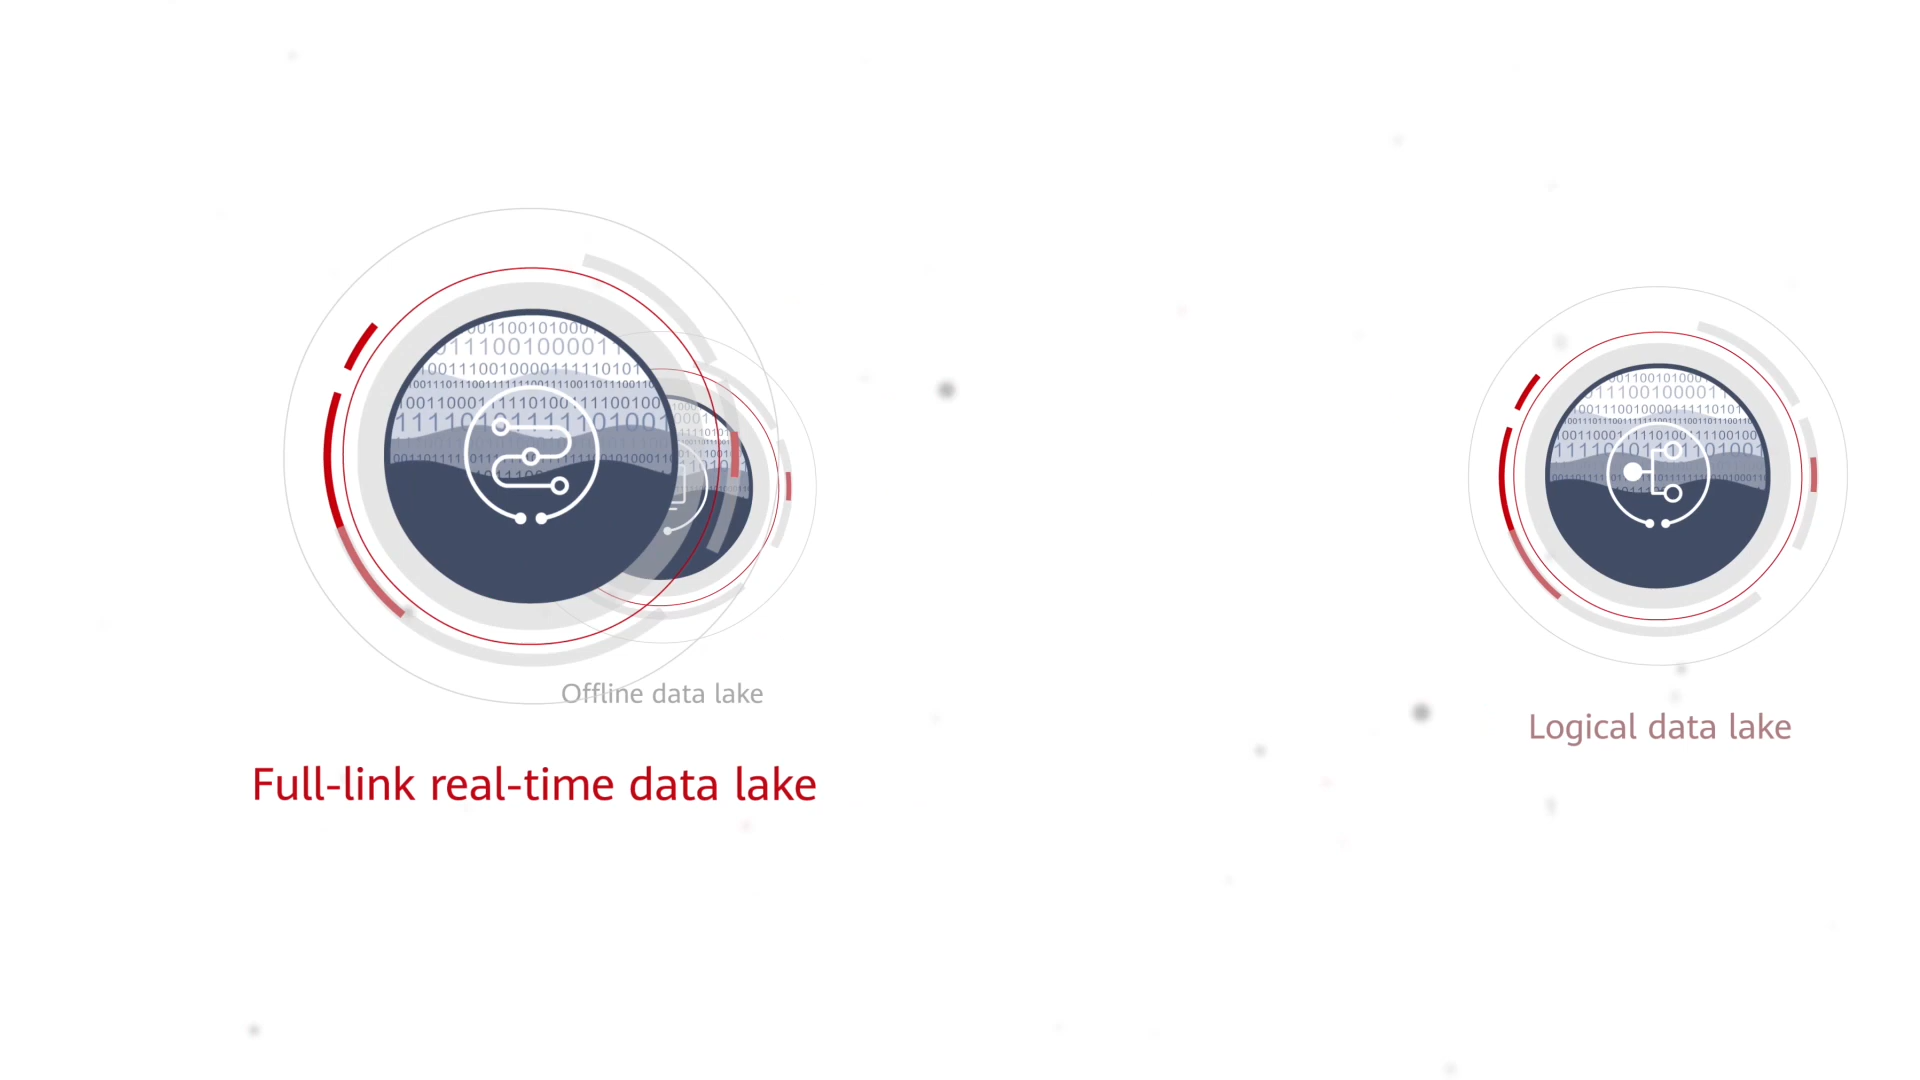 Offline data lake
Full-link real-time data lake
Logical data lake